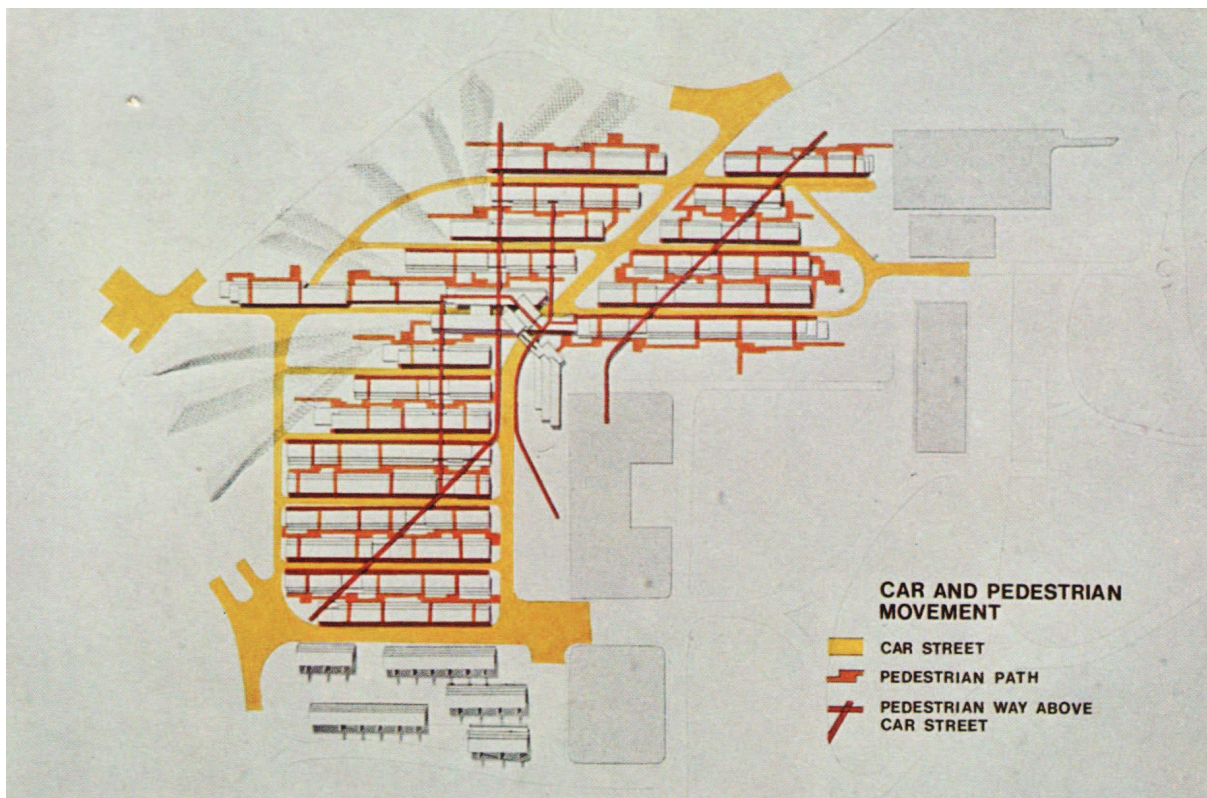 CAR AND PEDESTRIAN
MOVEMENT
CAR STREET
PEDESTRIAN PATH
PEDESTRIAN WAY ABOVE
CAR STREET